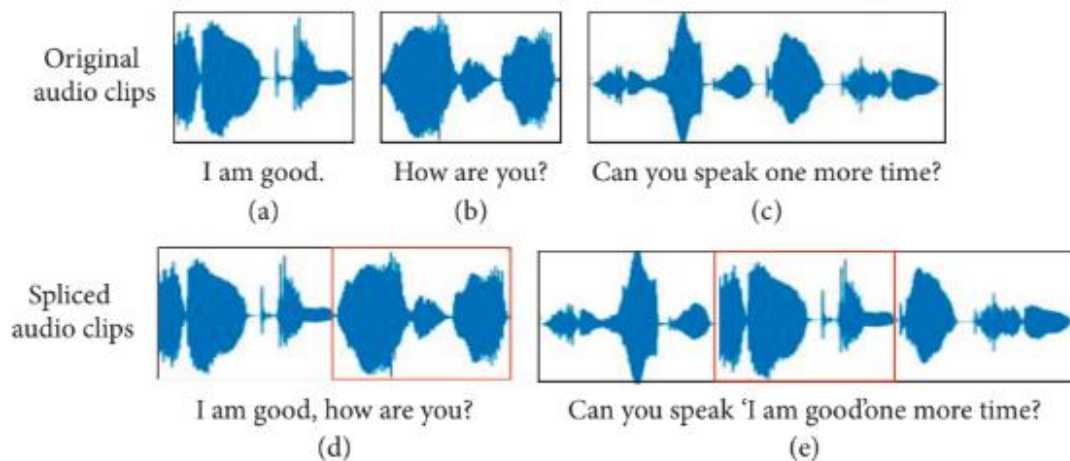 Original
audio clips
I am good.
(a)
How are you?
(b)
Can you speak one more time?
(c)
Spliced
audio clips
I am good, how are you?
(d)
Can you speak ‘I am good’one more time?
(e)